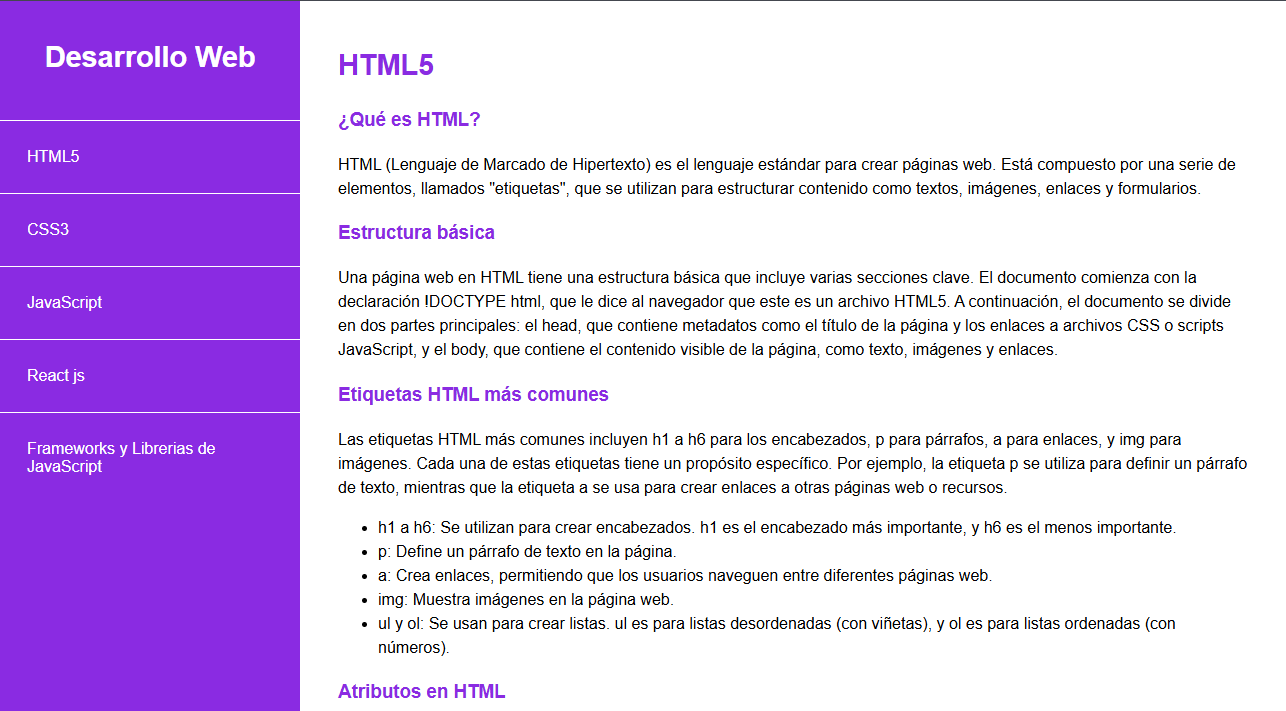 Desarrollo Web
HTML5
CSS3
JavaScript
React js
Frameworks y Librerias de
JavaScript
HTML5
¿Qué es HTML?
HTML (Lenguaje de Marcado de Hipertexto) es el lenguaje estándar para crear páginas web. Está compuesto por una serie de
elementos, llamados "etiquetas", que se utilizan para estructurar contenido como textos, imágenes, enlaces y formularios.
Estructura básica
Una página web en HTML tiene una estructura básica que incluye varias secciones clave. El documento comienza con la
declaración !DOCTYPE html, que le dice al navegador que este es un archivo HTML5. A continuación, el documento se divide
en dos partes principales: el head, que contiene metadatos como el título de la página y los enlaces a archivos CSS o scripts
JavaScript, y el body, que contiene el contenido visible de la página, como texto, imágenes y enlaces.
Etiquetas HTML más comunes
Las etiquetas HTML más comunes incluyen h1 a h6 para los encabezados, p para párrafos, a para enlaces, y img para
imágenes. Cada una de estas etiquetas tiene un propósito específico. Por ejemplo, la etiqueta p se utiliza para definir un párrafo
de texto, mientras que la etiqueta a se usa para crear enlaces a otras páginas web o recursos.
• h1 a h6: Se utilizan para crear encabezados. h1 es el encabezado más importante, y h6 es el menos importante.
• p: Define un párrafo de texto en la página.
• a: Crea enlaces, permitiendo que los usuarios naveguen entre diferentes páginas web.
• img: Muestra imágenes en la página web.
• ul y ol: Se usan para crear listas. ul es para listas desordenadas (con viñetas), y ol es para listas ordenadas (con
números).
Atributos en HTML